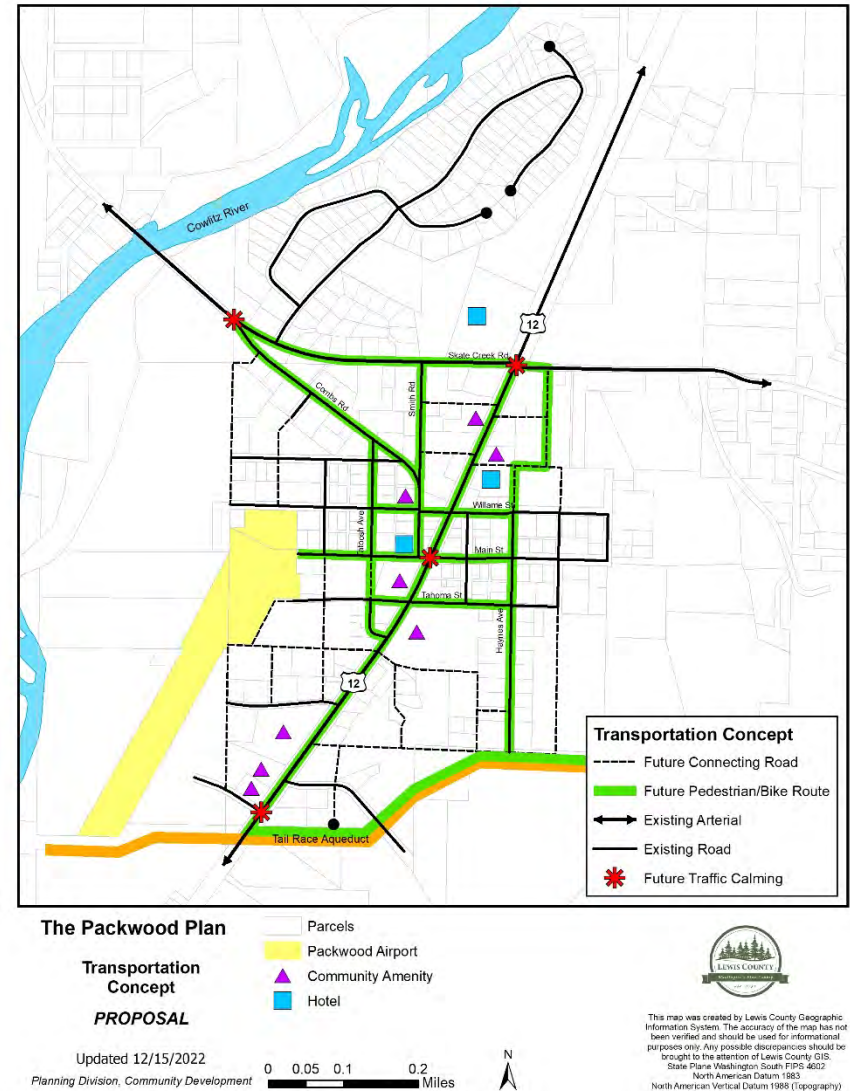 Cowlitz River
12
Skate Creek Rd
Combs Rd
Smith Rd
Willame St
Main St
Tahoma St
Haynes Ave
12
Tail Race Aqueduct
Transportation Concept
Future Connecting Road
Future Pedestrian/Bike Route
Existing Arterial
Existing Road
Future Traffic Calming
The Packwood Plan
Transportation
Concept
PROPOSAL
Updated 12/15/2022
Planning Division, Community Development
Parcels
Packwood Airport
Community Amenity
Hotel
0 0.05 0.1 0.2
Miles
N
LEWIS COUNTY
This map was created by Lewis County Geographic
Information System. The accuracy of the map has not
been verified and should be used for informational
purposes only. Any possible discrepancies should be
brought to the attention of Lewis County GIS.
State Plane Washington South FIPS 4602
North American Datum 1983
North American Vertical Datum 1988 (Topography)